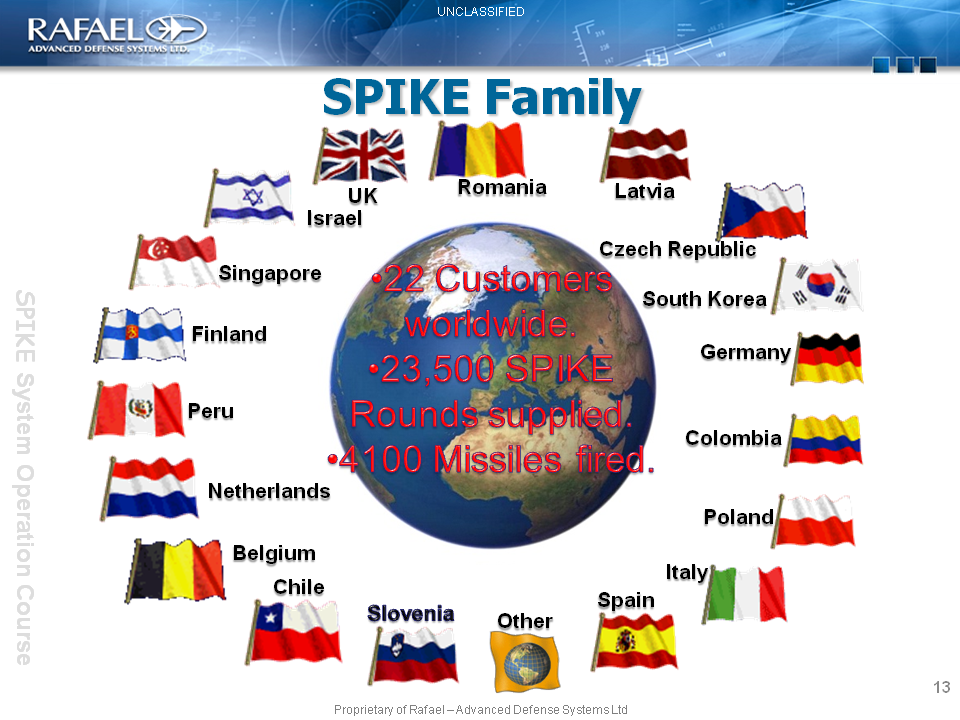 UNCLASSIFIED
RAFAEL
ADVANCED DEFENSE SYSTEMS LTD.
SPIKE Family
UK
Romania
Latvia
Israel
Czech Republic
Singapore
South Korea
Finland
Germany
Peru
Colombia
Netherlands
Poland
Belgium
Italy
Chile
Spain
Slovenia
Other
•22 Customers
worldwide.
•23,500 SPIKE
Rounds supplied.
•4100 Missiles fired.
SPIKE System Operation Course
13
Proprietary of Rafael – Advanced Defense Systems Ltd